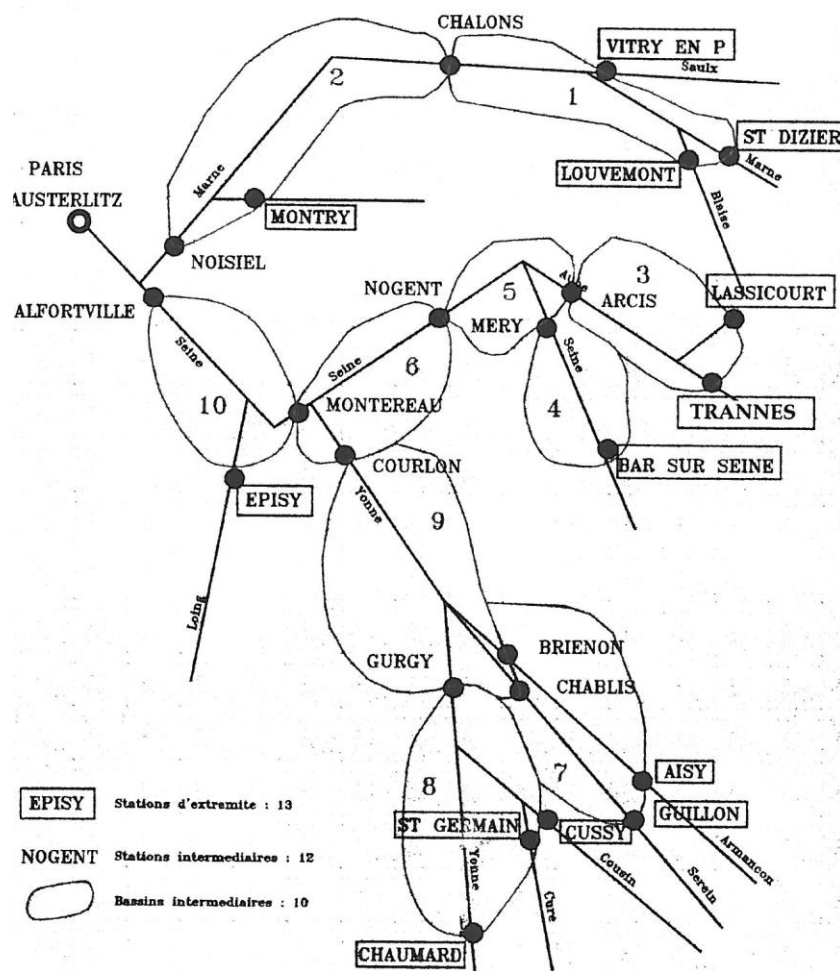 CHALONS
VITRY EN P
Saulx
2
1
ST DIZIER
PARIS
AUSTERLITZ
Marne
LOUVEMONT
Marne
MONTRY
Blaise
NOISIEL
NOGENT
5
Aube
3
ARCIS
LASSICOURT
ALFORTVILLE
MERY
Seine
Seine
Seine
6
10
MONTEREAU
4
TRANNES
COURLON
BAR SUR SEINE
EPISY
Yonne
9
Loing
BRIENON
GURGY
CHABLIS
AISY
8
7
GUILLON
EPISY Stations d'extremite : 13
ST GERMAIN
CUSSY
NOGENT Stations intermediaires : 12
Yonne
Cousin
Serein
Armancon
Bassins intermediaires : 10
Cure
CHAUMARD